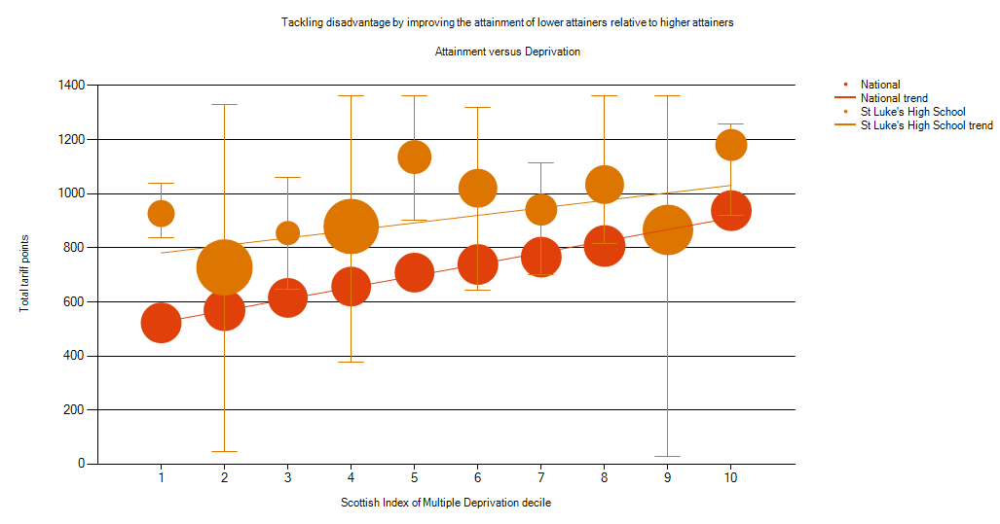 Tackling disadvantage by improving the attainment of lower attainers relative to higher attainers
Attainment versus Deprivation
National
National trend
St Luke's High School
St Luke's High School trend
Total tariff points
1400
1200
1000
800
600
400
200
0
1 2 3 4 5 6 7 8 9 10
Scottish Index of Multiple Deprivation decile